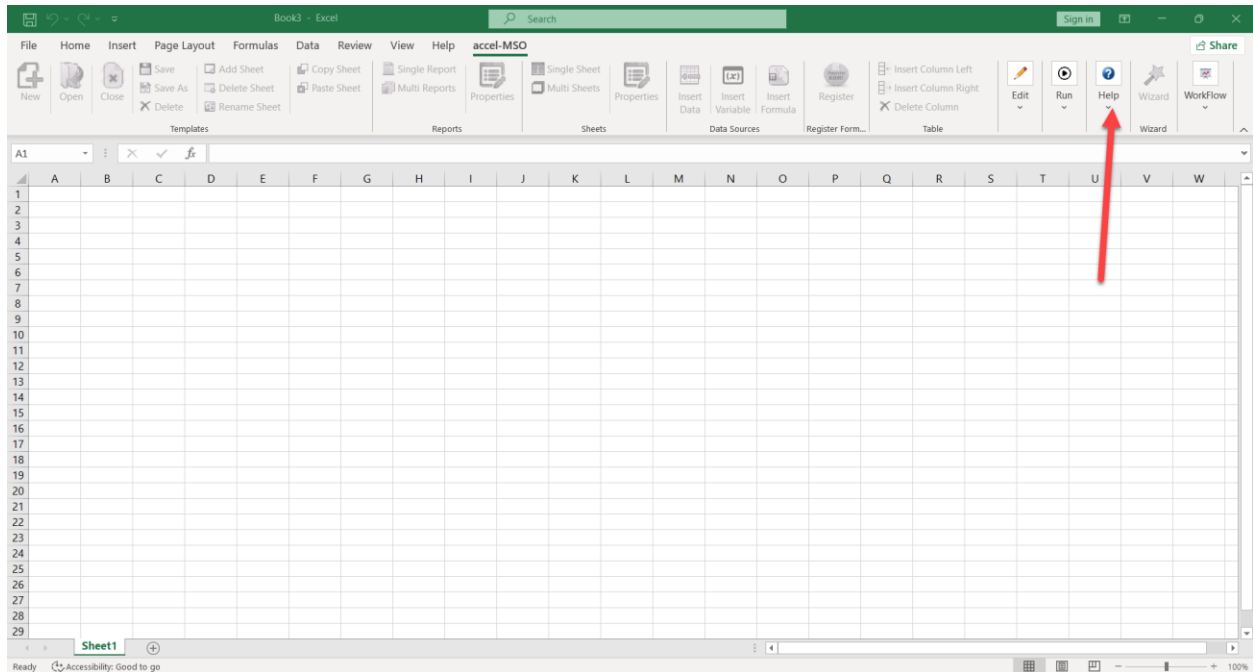 Book3 - Excel
Search
Sign in
File Home Insert Page Layout Formulas Data Review View Help accel-MSO
Share
New
Open
Close
Save
Save As
Delete
Add Sheet
Delete Sheet
Rename Sheet
Copy Sheet
Paste Sheet
Templates
Single Report
Multi Reports
Properties
Reports
Single Sheet
Multi Sheets
Properties
Sheets
Insert
Data
Insert
Variable
Insert
Formula
Data Sources
Register
Register Form...
Insert Column Left
Insert Column Right
Delete Column
Table
Edit
Run
Help
Wizard
Wizard
WorkFlow
A1
fx
A B C D E F G H I J K L M N O P Q R S T U V W
1
2
3
4
5
6
7
8
9
10
11
12
13
14
15
16
17
18
19
20
21
22
23
24
25
26
27
28
29
Sheet1
Ready Accessibility: Good to go
100%